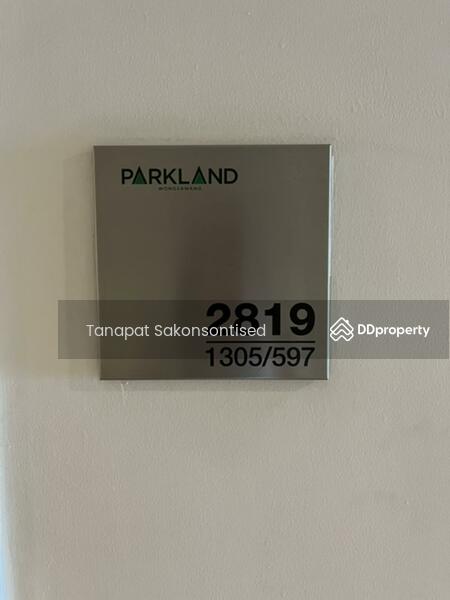 PARKLAND
WONGSAWANG
2819
Tanapat Sakonsontised
DDproperty
1305/597